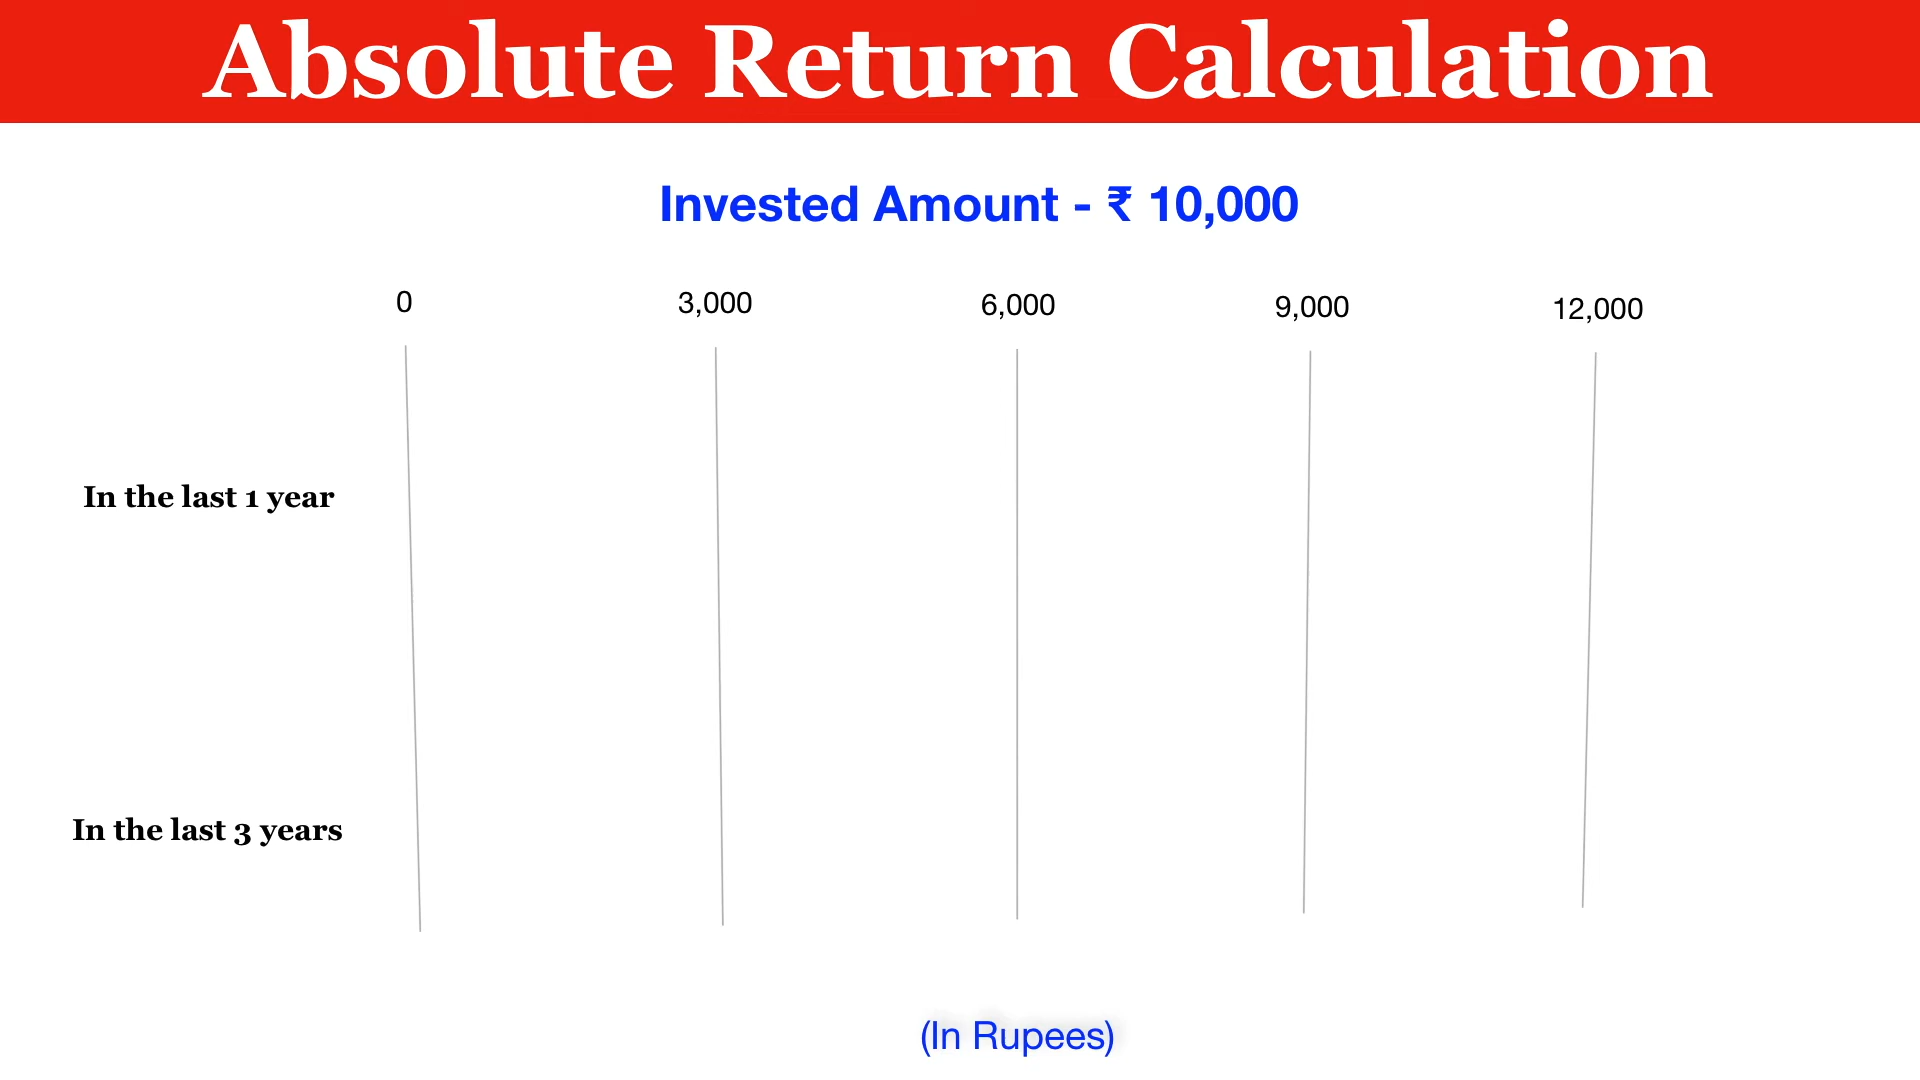 Absolute Return Calculation
Invested Amount - ₹ 10,000
0 3,000 6,000 9,000 12,000
In the last 1 year
In the last 3 years
(In Rupees)